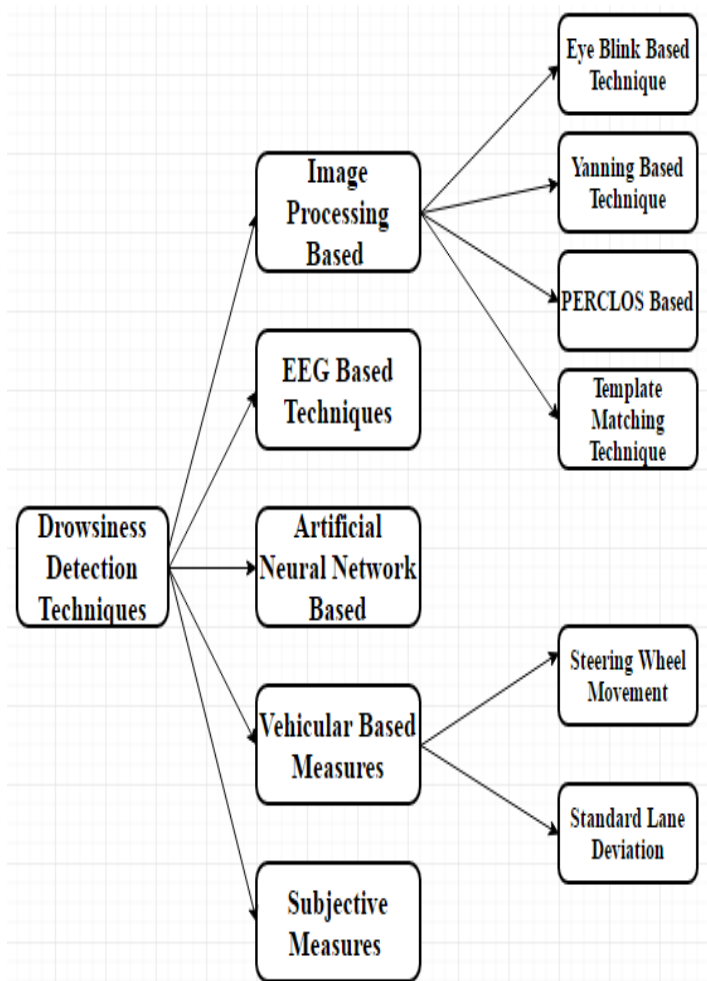 Drowsiness
Detection
Techniques
Image
Processing
Based
EEG Based
Techniques
Artificial
Neural Network
Based
Vehicular Based
Measures
Subjective
Measures
Eye Blink Based
Technique
Yanning Based
Technique
PERCLOS Based
Template
Matching
Technique
Steering Wheel
Movement
Standard Lane
Deviation